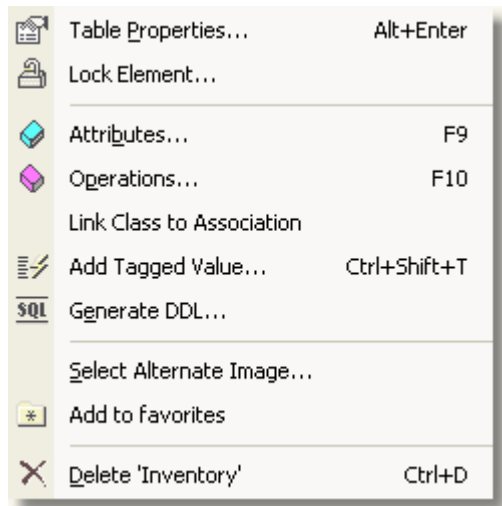 Table Properties... Alt+Enter
Lock Element...
Attributes... F9
Operations... F10
Link Class to Association
Add Tagged Value... Ctrl+Shift+T
SQL Generate DDL...
Select Alternate Image...
Add to favorites
Delete 'Inventory' Ctrl+D